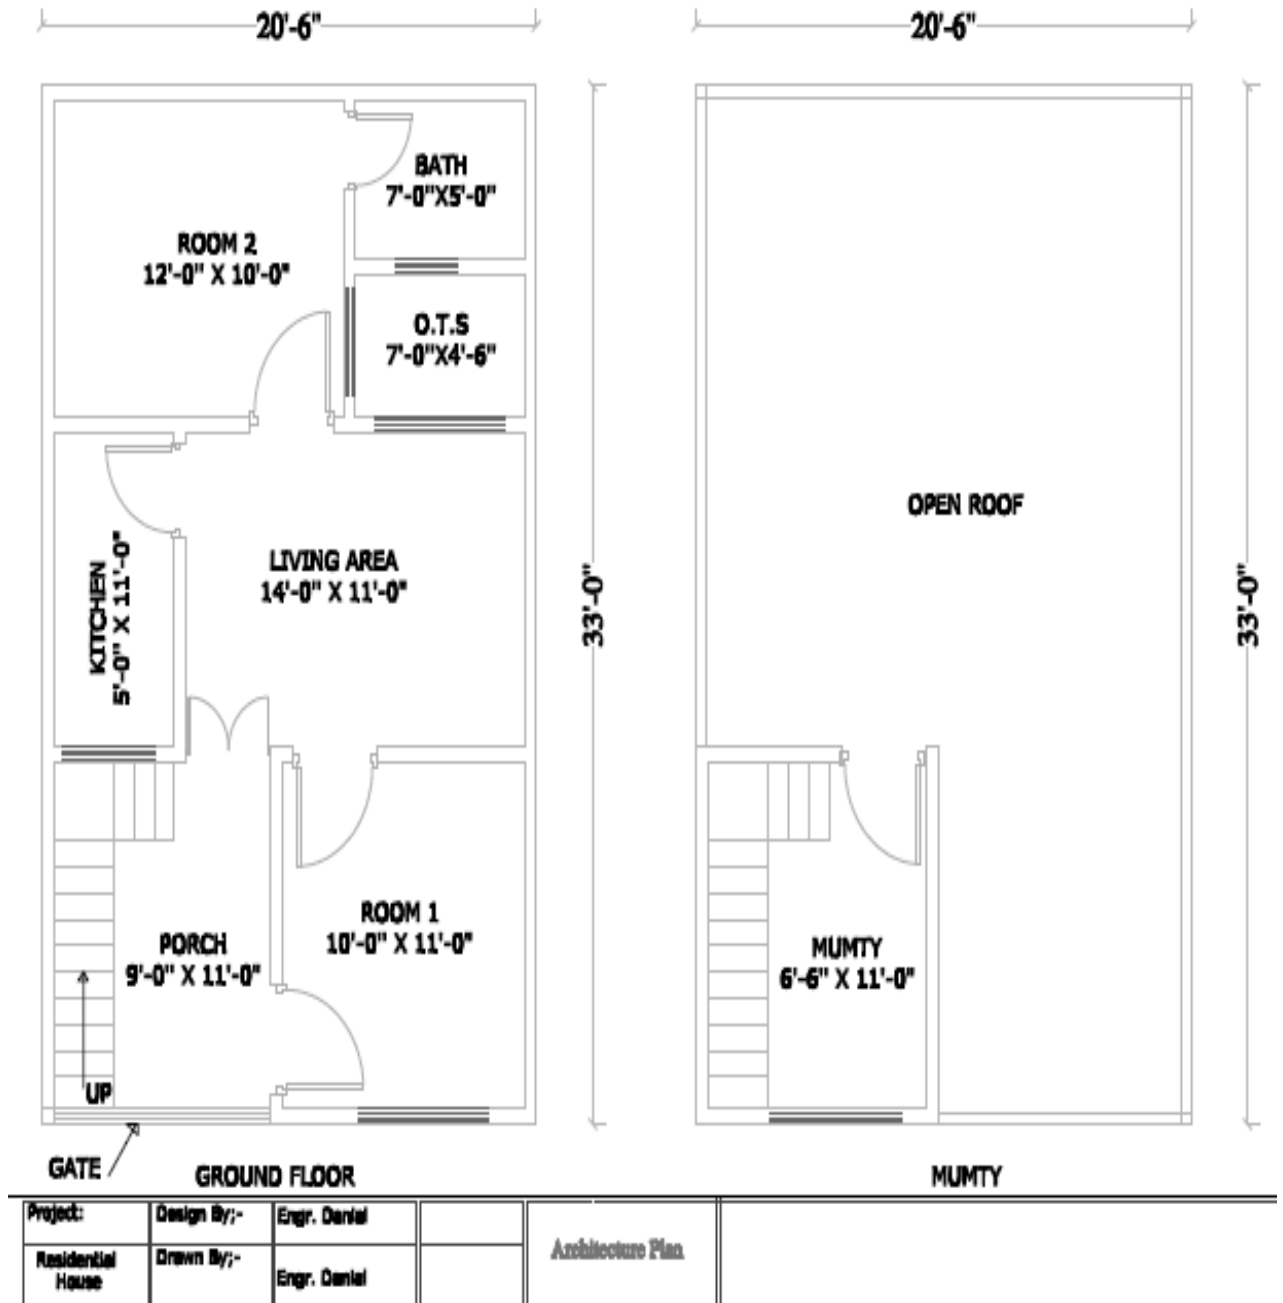 20'-6"
20'-6"
BATH
7'-0"X5'-0"
ROOM 2
12'-0" X 10'-0"
O.T.S
7'-0"X4'-6"
OPEN ROOF
LIVING AREA
14'-0" X 11'-0"
KITCHEN
5'-0" X 11'-0"
33'-0"
33'-0"
ROOM 1
10'-0" X 11'-0"
PORCH
9'-0" X 11'-0"
MUMTY
6'-6" X 11'-0"
UP
GATE
GROUND FLOOR
MUMTY
Project:
Design By;-
Engr. Danial
Residential
House
Drawn By;-
Engr. Danial
Architecture Plan